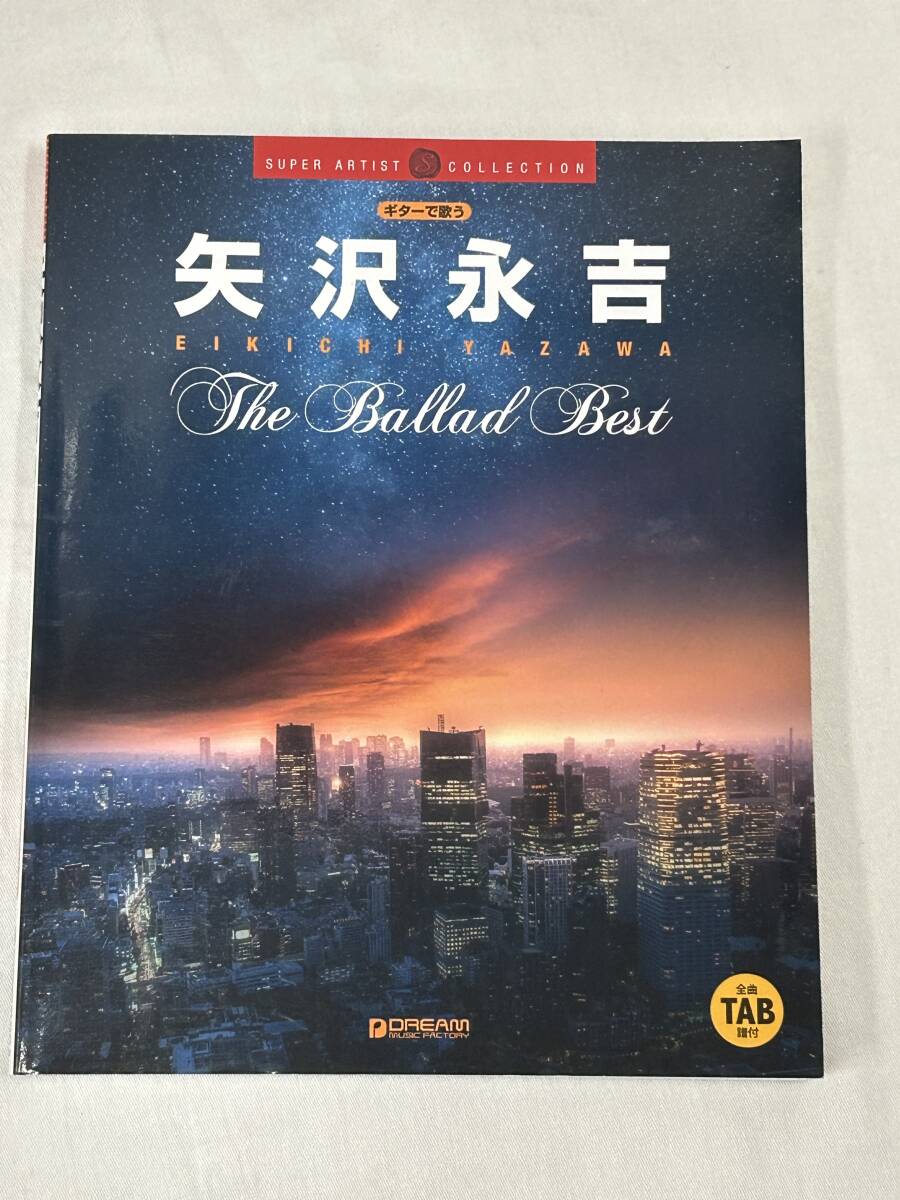 SUPER ARTIST S COLLECTION
ギターで歌う
矢沢永吉
EIKICHI YAZAWA
The Ballad Best
全曲
TAB
譜付
DREAM
MUSIC FACTORY